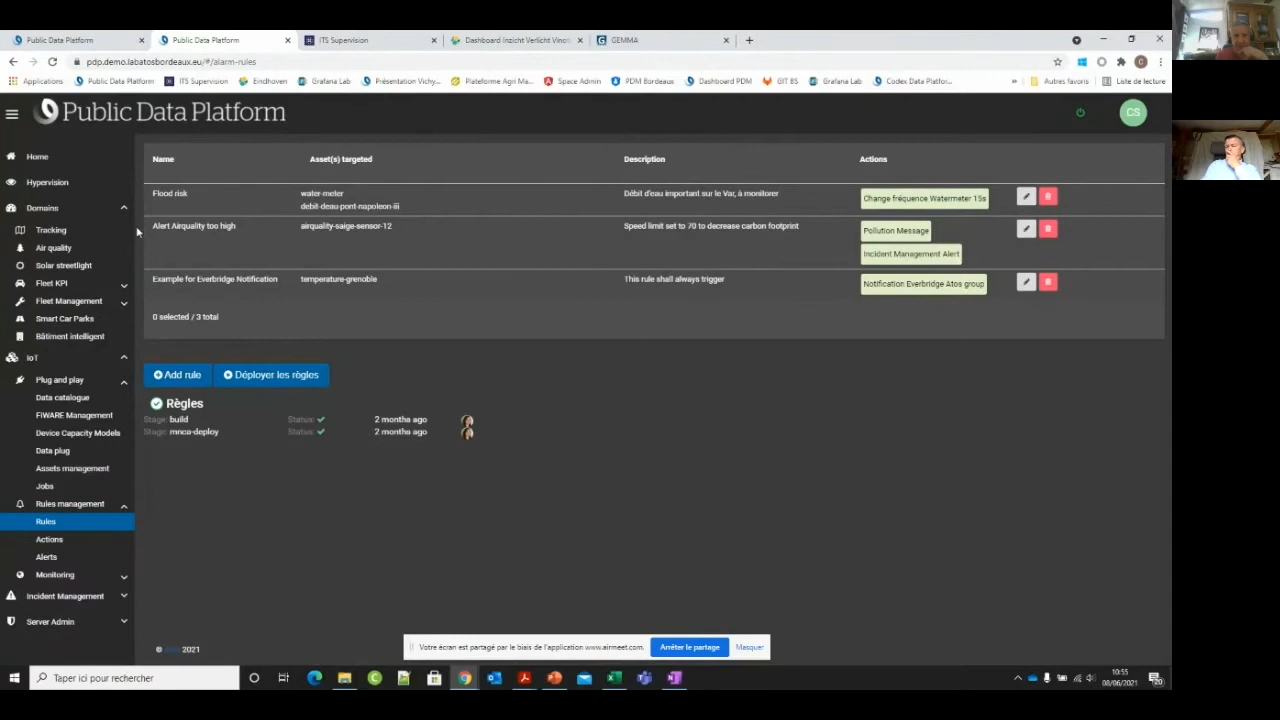 Public Data Platform
Public Data Platform
ITS Supervision
Dashboard Inzicht Verlicht Vinot
GEMMA
pdp.demo.labatosbordeaux.eu/#/alarm-rules
Applications
Public Data Platform
ITS Supervision
Eindhoven
Grafana Lab
Présentation Vichy...
Plateforme Agri Ma...
Space Admin
PDM Bordeaux
Dashboard PDM
GIT BS
Grafana Lab
Codex Data Platfor...
»
Autres favoris
Liste de lecture
Public Data Platform
CS
Home
Hypervision
Domains
Tracking
Air quality
Solar streetlight
Fleet KPI
Fleet Management
Smart Car Parks
Bâtiment intelligent
IoT
Plug and play
Data catalogue
FIWARE Management
Device Capacity Models
Data plug
Assets management
Jobs
Rules management
Rules
Actions
Alerts
Monitoring
Incident Management
Server Admin
Name Asset(s) targeted Description Actions
Flood risk water-meter Débit d'eau important sur le Var, à monitorer Change fréquence Watermeter 15s
debit-deau-pont-napoleon-iii
Alert Airquality too high airquality-saige-sensor-12 Speed limit set to 70 to decrease carbon footprint Pollution Message
Incident Management Alert
Example for Everbridge Notification temperature-grenoble This rule shall always trigger Notification Everbridge Atos group
0 selected / 3 total
Add rule
Déployer les règles
Règles
Stage: build Status: 2 months ago
Stage: mnca-deploy Status: 2 months ago
© 2021
Votre écran est partagé par le biais de l'application www.airmeet.com.
Arrêter le partage
Masquer
Taper ici pour rechercher
10:55
08/06/2021
20